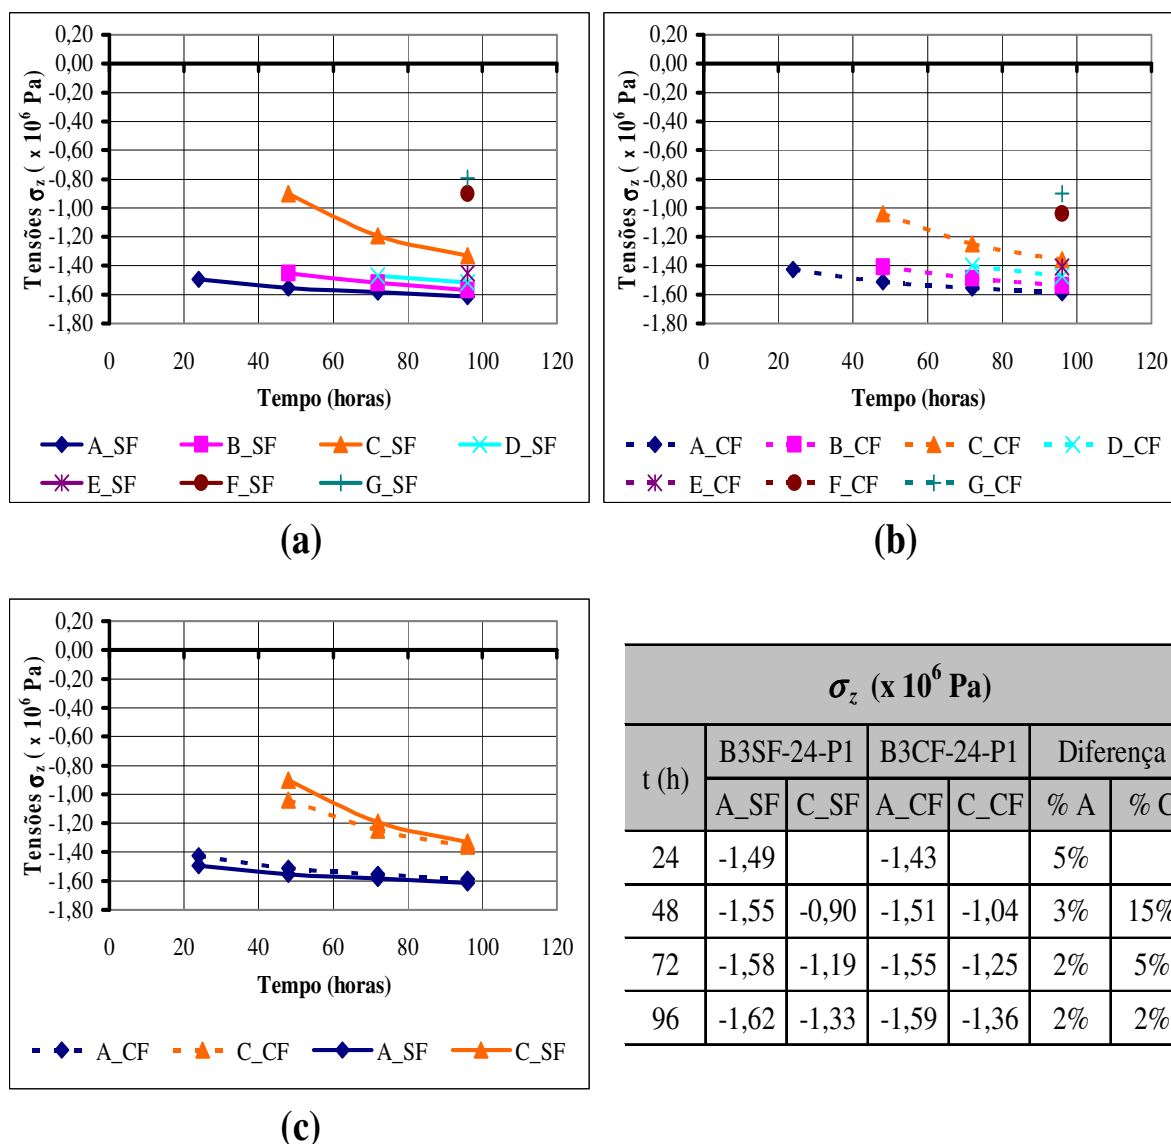 0,20
0,00
-0,20
-0,40
-0,60
-0,80
-1,00
-1,20
-1,40
-1,60
-1,80
Tensões σz ( x 10⁶ Pa)
0 20 40 60 80 100 120
Tempo (horas)
A_SF B_SF C_SF D_SF
E_SF F_SF G_SF
(a)
0,20
0,00
-0,20
-0,40
-0,60
-0,80
-1,00
-1,20
-1,40
-1,60
-1,80
Tensões σz ( x 10⁶ Pa)
0 20 40 60 80 100 120
Tempo (horas)
A_CF B_CF C_CF D_CF
E_CF F_CF G_CF
(b)
0,20
0,00
-0,20
-0,40
-0,60
-0,80
-1,00
-1,20
-1,40
-1,60
-1,80
Tensões σz ( x 10⁶ Pa)
0 20 40 60 80 100 120
Tempo (horas)
A_CF C_CF A_SF C_SF
(c)
σz (x 10⁶ Pa)
t (h) B3SF-24-P1 B3CF-24-P1 Diferença
A_SF C_SF A_CF C_CF % A % C
24 -1,49 -1,43 5%
48 -1,55 -0,90 -1,51 -1,04 3% 15%
72 -1,58 -1,19 -1,55 -1,25 2% 5%
96 -1,62 -1,33 -1,59 -1,36 2% 2%